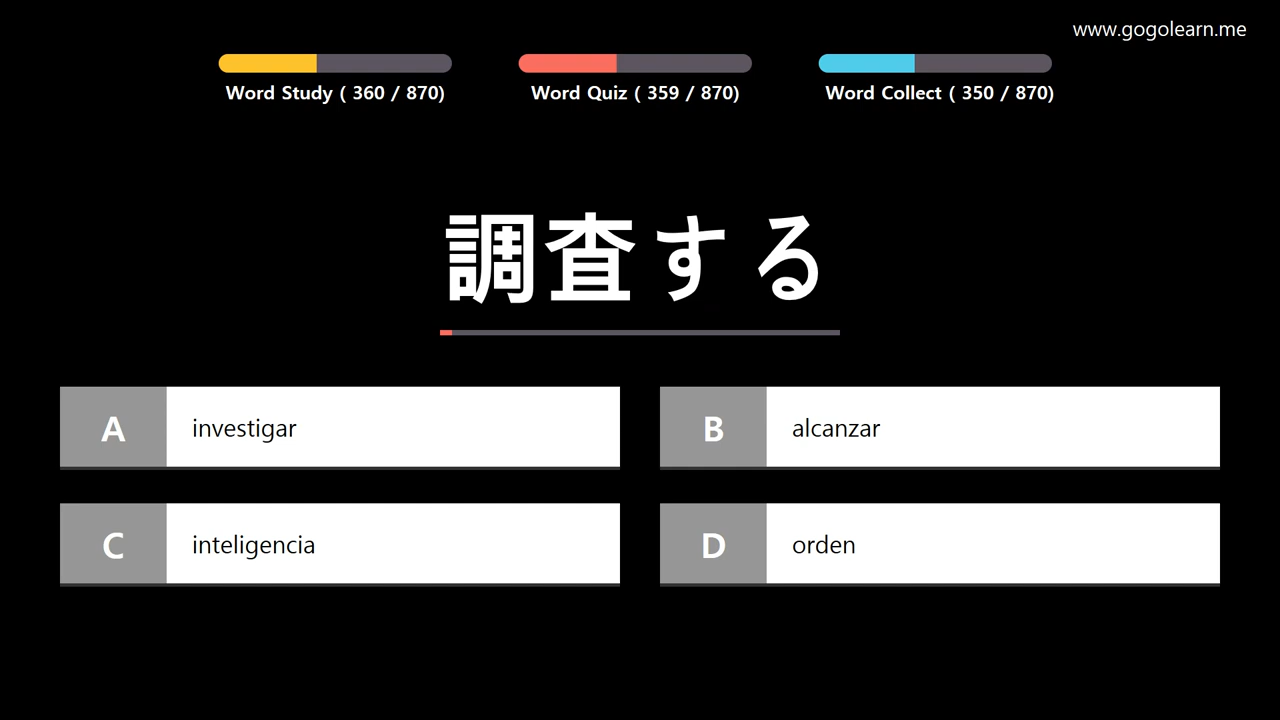 www.gogolearn.me
Word Study ( 360 / 870)
Word Quiz ( 359 / 870)
Word Collect ( 350 / 870)
調査する
A investigar
B alcanzar
C inteligencia
D orden